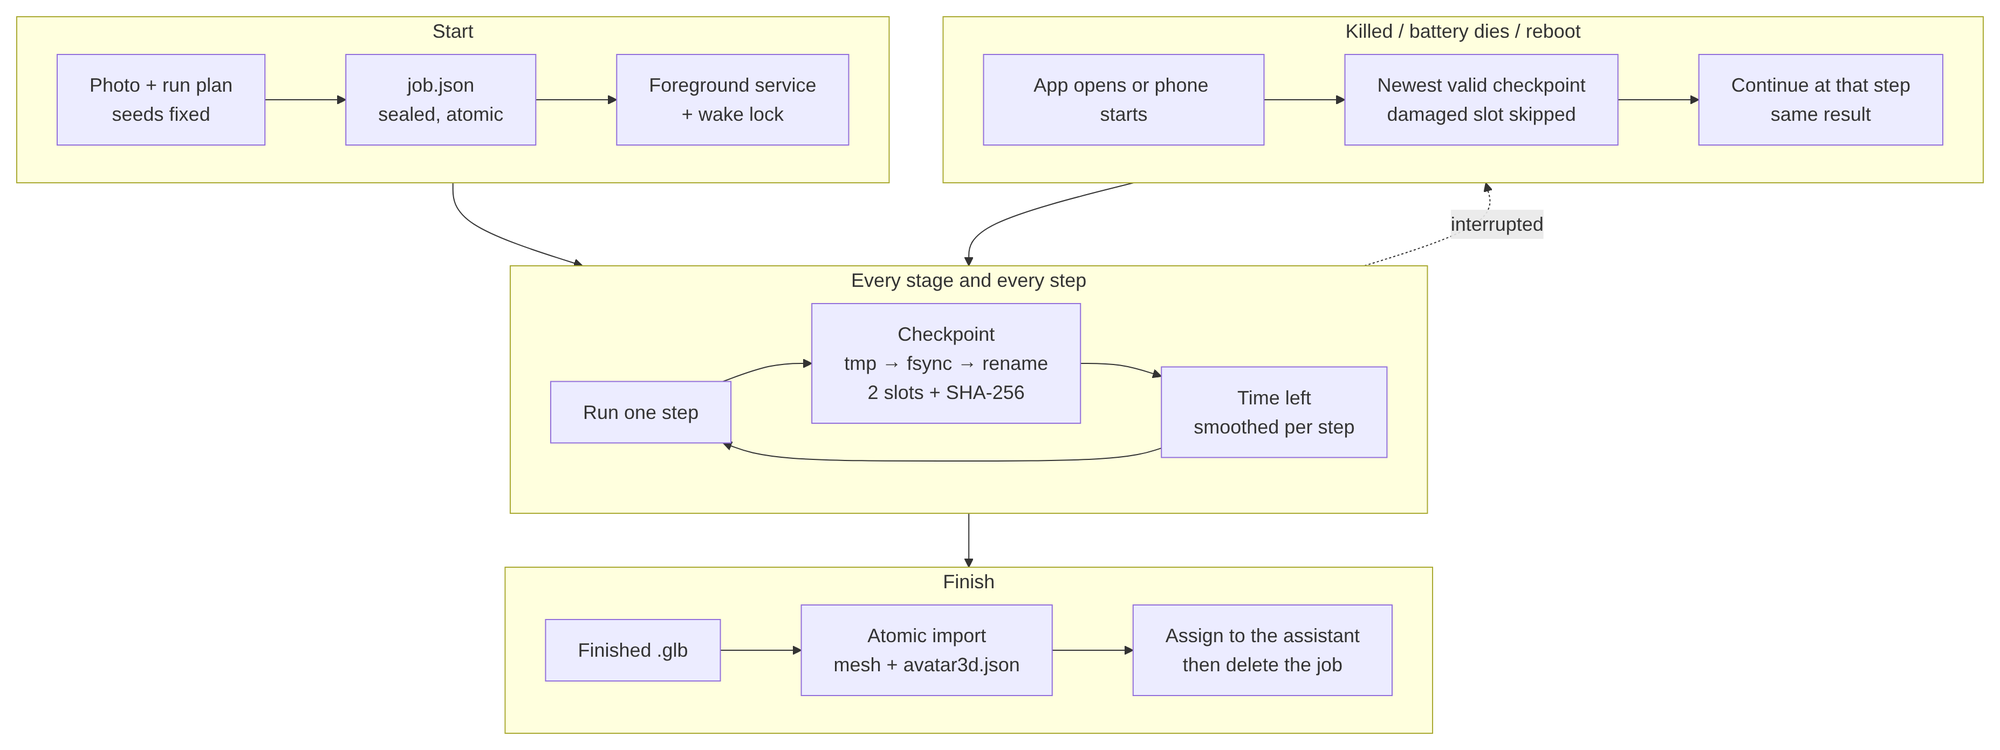 Start
Photo + run plan
seeds fixed
job.json
sealed, atomic
Foreground service
+ wake lock
Killed / battery dies / reboot
App opens or phone
starts
Newest valid checkpoint
damaged slot skipped
Continue at that step
same result
interrupted
Every stage and every step
Run one step
Checkpoint
tmp → fsync → rename
2 slots + SHA-256
Time left
smoothed per step
Finish
Finished .glb
Atomic import
mesh + avatar3d.json
Assign to the assistant
then delete the job